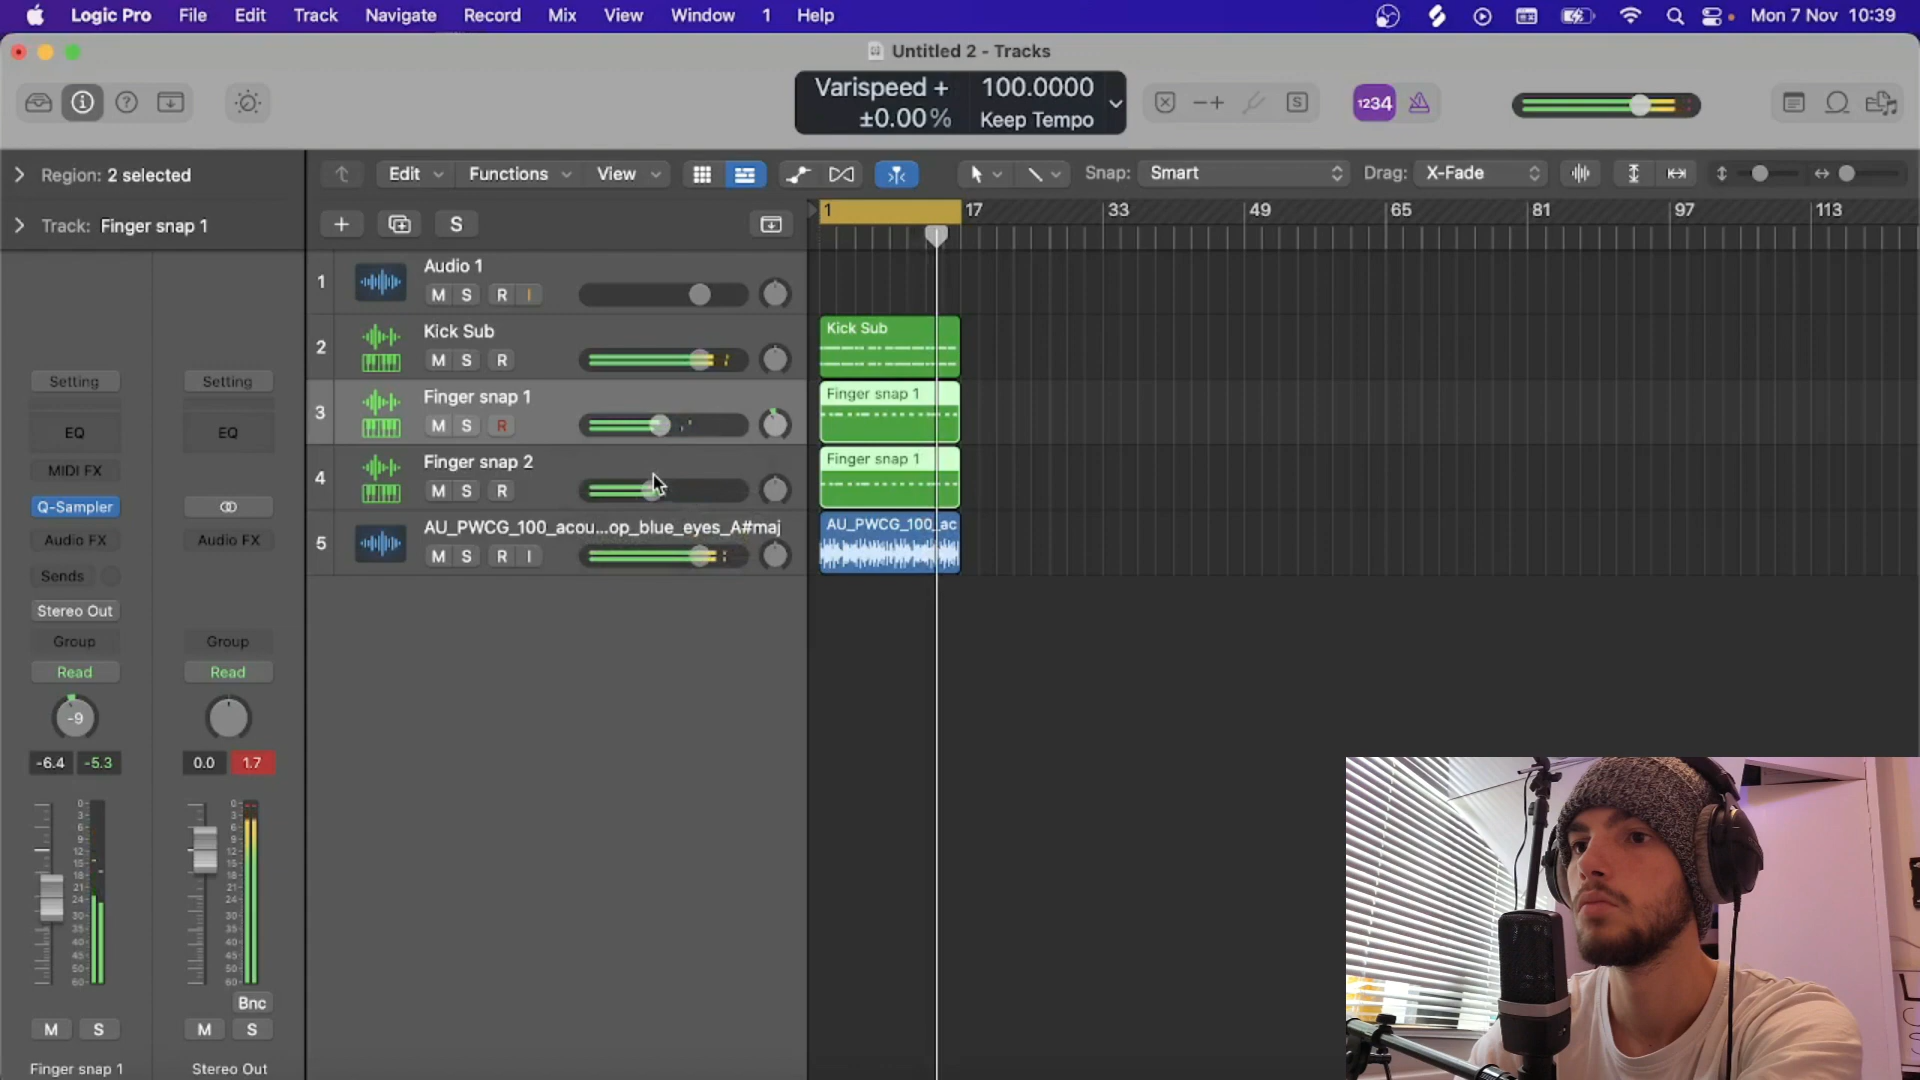 Logic Pro File Edit Track Navigate Record Mix View Window 1 Help Mon 7 Nov 10:39
Untitled 2 - Tracks
Varispeed + 100.0000
±0.00 % Keep Tempo
1234
Region: 2 selected
Edit Functions View Snap: Smart Drag: X-Fade
Track: Finger snap 1
S
1 17 33 49 65 81 97 113
1 Audio 1
M S R I
2 Kick Sub
M S R
Kick Sub
3 Finger snap 1
M S R
Finger snap 1
4 Finger snap 2
M S R
Finger snap 1
5 AU_PWCG_100_acou...op_blue_eyes_A#maj
M S R I
AU_PWCG_100_ac
Setting Setting
EQ EQ
MIDI FX
Q-Sampler
Audio FX Audio FX
Sends
Stereo Out
Group Group
Read Read
-9
-6.4 -5.3 0.0 1.7
Bnc
M S M S
Finger snap 1 Stereo Out